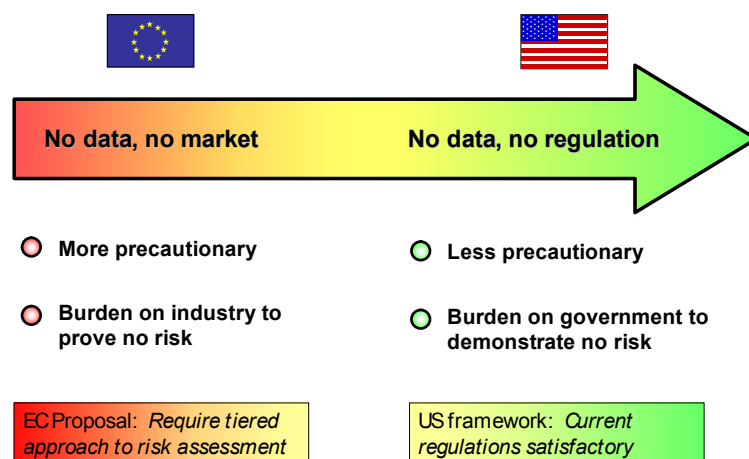 No data, no market
No data, no regulation
More precautionary
Burden on industry to
prove no risk
Less precautionary
Burden on government to
demonstrate no risk
EC Proposal: Require tiered
approach to risk assessment
US framework: Current
regulations satisfactory